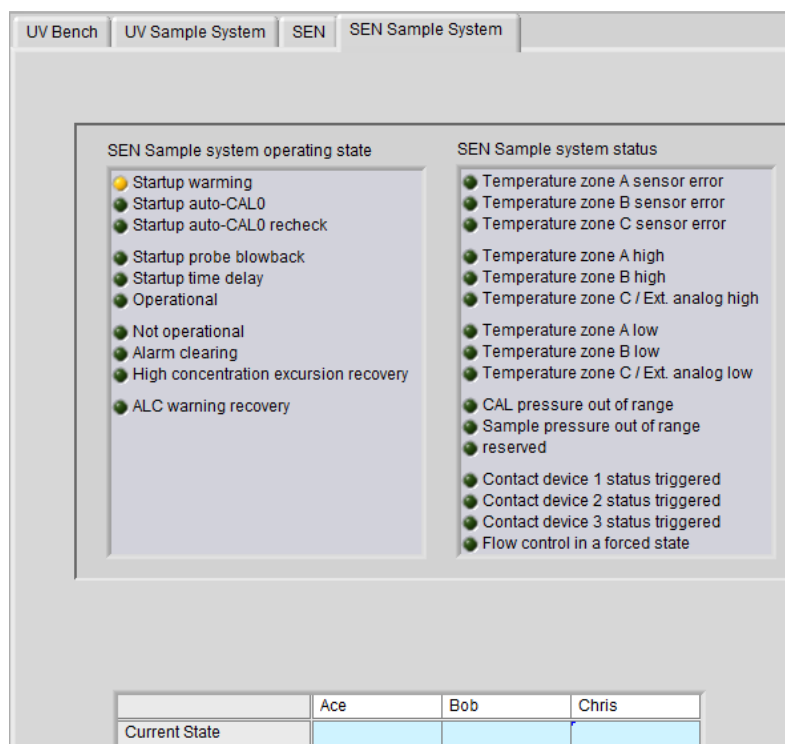 UV Bench UV Sample System SEN SEN Sample System
SEN Sample system operating state
Startup warming
Startup auto-CAL0
Startup auto-CAL0 recheck
Startup probe blowback
Startup time delay
Operational
Not operational
Alarm clearing
High concentration excursion recovery
ALC warning recovery
SEN Sample system status
Temperature zone A sensor error
Temperature zone B sensor error
Temperature zone C sensor error
Temperature zone A high
Temperature zone B high
Temperature zone C / Ext. analog high
Temperature zone A low
Temperature zone B low
Temperature zone C / Ext. analog low
CAL pressure out of range
Sample pressure out of range
reserved
Contact device 1 status triggered
Contact device 2 status triggered
Contact device 3 status triggered
Flow control in a forced state
Ace Bob Chris
Current State